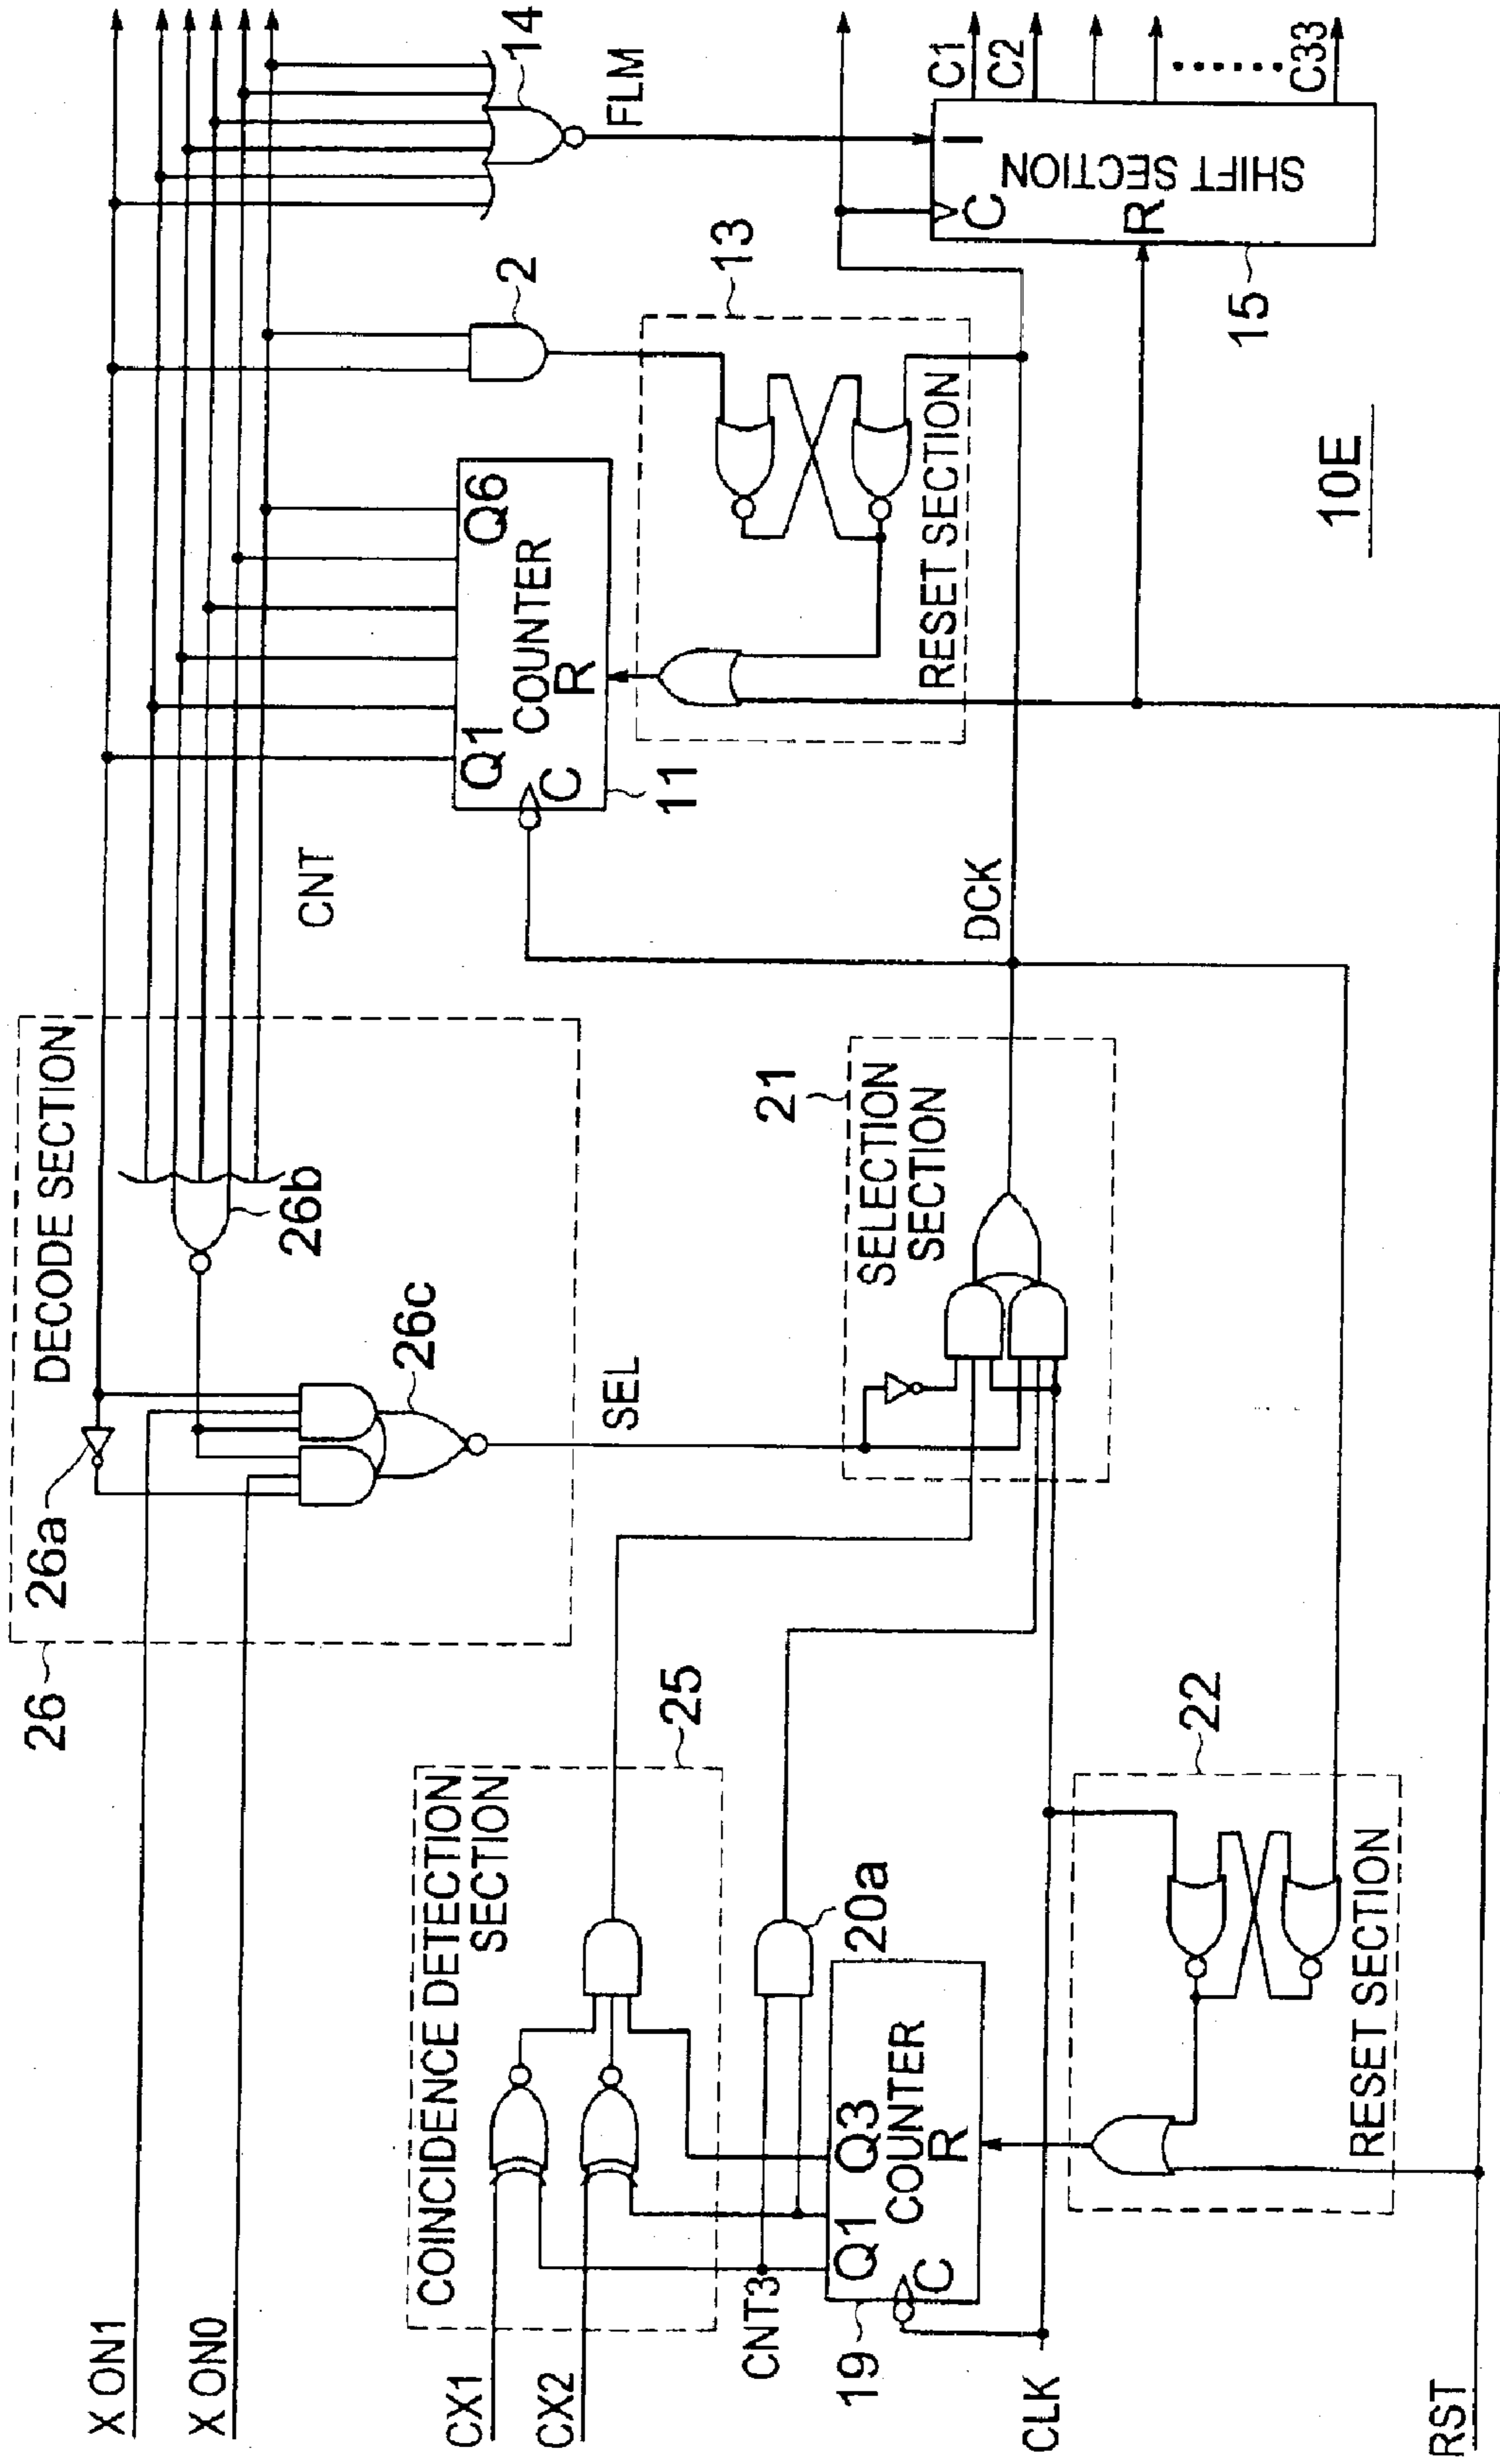 X ON1
X ON0
26
26a
DECODE SECTION
26b
26c
SEL
CNT
CX1
CX2
COINCIDENCE DETECTION
SECTION
25
CNT3
20a
19
Q1
Q3
COUNTER
R
C
CLK
RST
22
RESET SECTION
21
SELECTION
SECTION
DCK
Q1
Q6
COUNTER
R
C
11
2
13
RESET SECTION
14
FLM
I
C
R
SHIFT SECTION
15
C1
C2
C33
10E